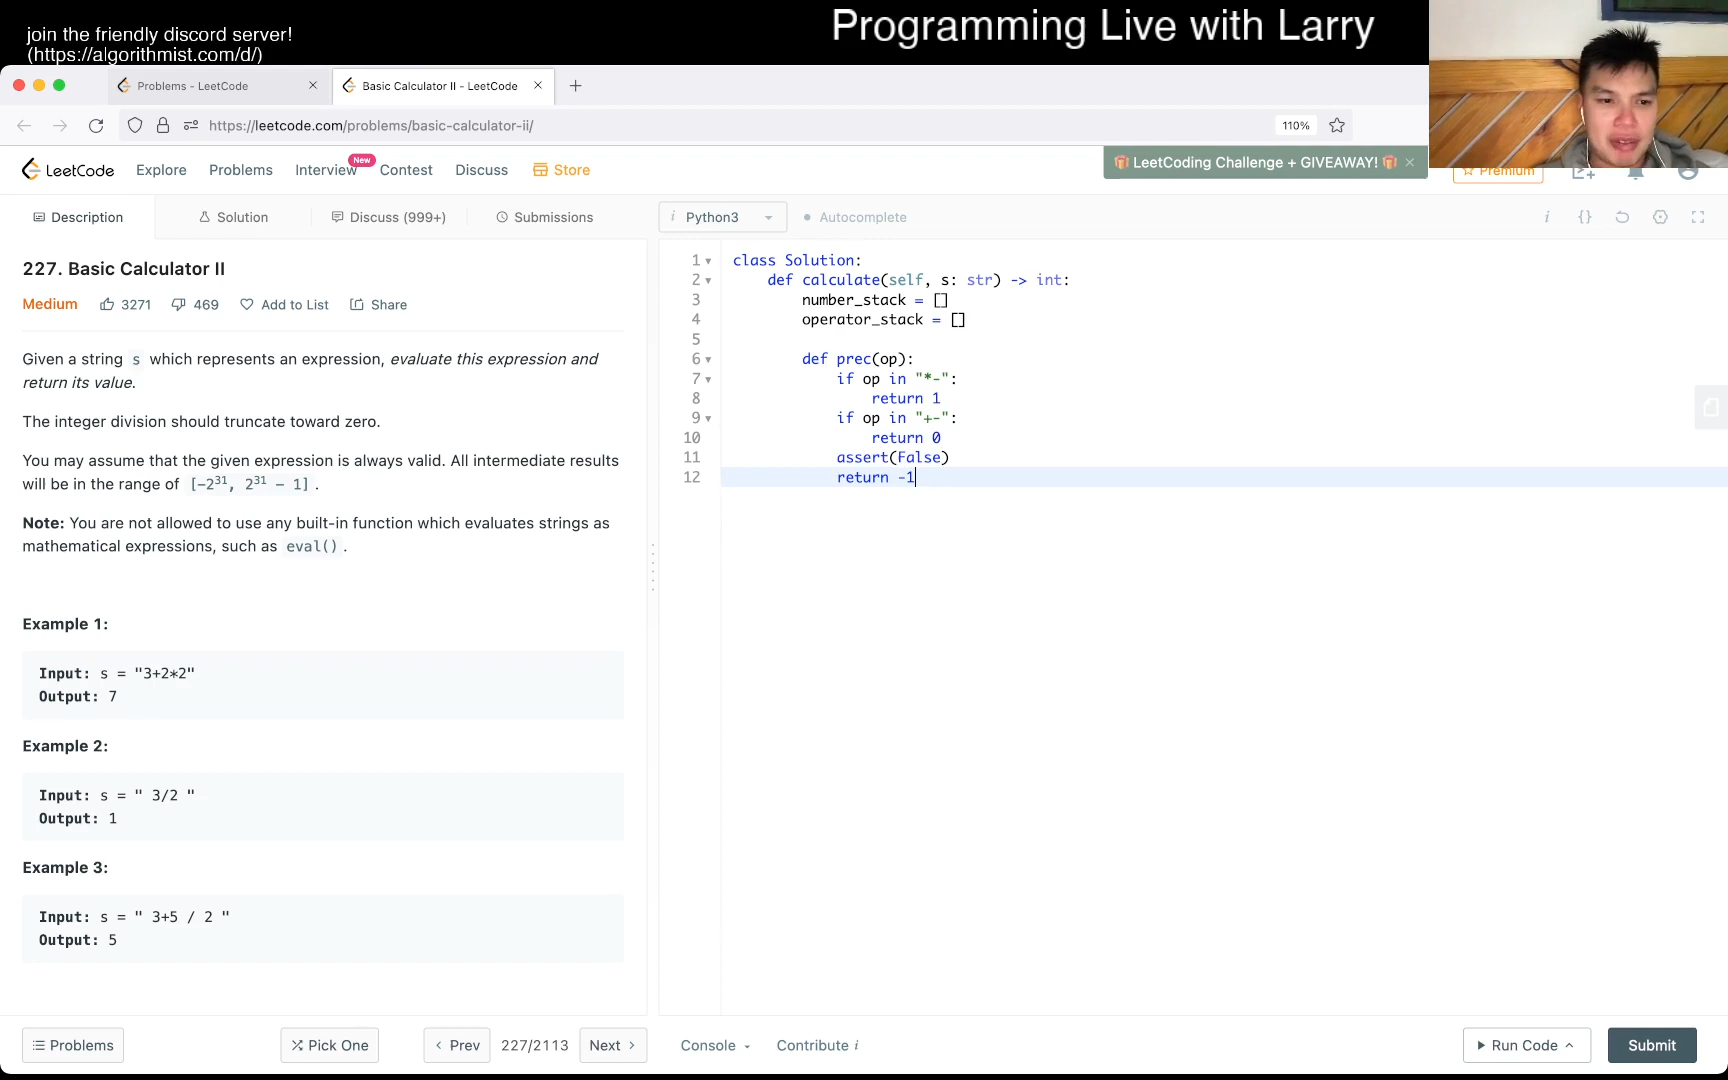 join the friendly discord server!
(https://algorithmist.com/d/)
Programming Live with Larry
Problems - LeetCode
Basic Calculator II - LeetCode
https://leetcode.com/problems/basic-calculator-ii/
110%
LeetCode
Explore
Problems
Interview
New
Contest
Discuss
Store
LeetCoding Challenge + GIVEAWAY!
Premium
Description
Solution
Discuss (999+)
Submissions
i Python3
Autocomplete
i
{}
227. Basic Calculator II
Medium
3271
469
Add to List
Share
Given a string s which represents an expression, evaluate this expression and
return its value.
The integer division should truncate toward zero.
You may assume that the given expression is always valid. All intermediate results
will be in the range of [-2³¹, 2³¹ - 1] .
Note: You are not allowed to use any built-in function which evaluates strings as
mathematical expressions, such as eval() .
Example 1:
Input: s = "3+2*2"
Output: 7
Example 2:
Input: s = " 3/2 "
Output: 1
Example 3:
Input: s = " 3+5 / 2 "
Output: 5
1 class Solution:
2 def calculate(self, s: str) -> int:
3 number_stack = []
4 operator_stack = []
5
6 def prec(op):
7 if op in "*-":
8 return 1
9 if op in "+-":
10 return 0
11 assert(False)
12 return -1
Problems
Pick One
Prev
227/2113
Next
Console
Contribute i
Run Code
Submit